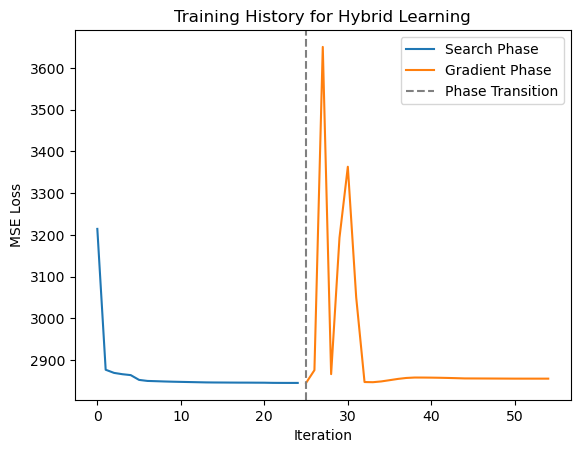 Training History for Hybrid Learning
Search Phase
Gradient Phase
Phase Transition
MSE Loss
3600
3500
3400
3300
3200
3100
3000
2900
0 10 20 30 40 50
Iteration